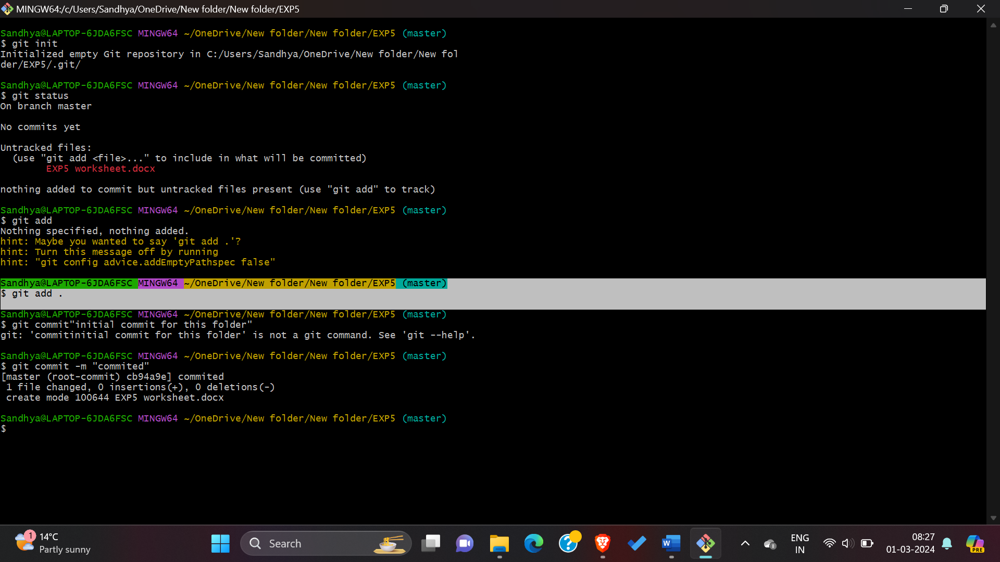 MINGW64:/c/Users/Sandhya/OneDrive/New folder/New folder/EXP5
Sandhya@LAPTOP-6JDA6FSC MINGW64 ~/OneDrive/New folder/New folder/EXP5 (master)
$ git init
Initialized empty Git repository in C:/Users/Sandhya/OneDrive/New folder/New fol
der/EXP5/.git/
Sandhya@LAPTOP-6JDA6FSC MINGW64 ~/OneDrive/New folder/New folder/EXP5 (master)
$ git status
On branch master
No commits yet
Untracked files:
  (use "git add <file>..." to include in what will be committed)
        EXP5 worksheet.docx
nothing added to commit but untracked files present (use "git add" to track)
Sandhya@LAPTOP-6JDA6FSC MINGW64 ~/OneDrive/New folder/New folder/EXP5 (master)
$ git add
Nothing specified, nothing added.
hint: Maybe you wanted to say 'git add .'?
hint: Turn this message off by running
hint: "git config advice.addEmptyPathspec false"
Sandhya@LAPTOP-6JDA6FSC MINGW64 ~/OneDrive/New folder/New folder/EXP5 (master)
$ git add .
Sandhya@LAPTOP-6JDA6FSC MINGW64 ~/OneDrive/New folder/New folder/EXP5 (master)
$ git commit"initial commit for this folder"
git: 'commitinitial commit for this folder' is not a git command. See 'git --help'.
Sandhya@LAPTOP-6JDA6FSC MINGW64 ~/OneDrive/New folder/New folder/EXP5 (master)
$ git commit -m "commited"
[master (root-commit) cb94a9e] commited
 1 file changed, 0 insertions(+), 0 deletions(-)
 create mode 100644 EXP5 worksheet.docx
Sandhya@LAPTOP-6JDA6FSC MINGW64 ~/OneDrive/New folder/New folder/EXP5 (master)
$
1
14°C
Partly sunny
Search
W
ENG
IN
08:27
01-03-2024
PRE